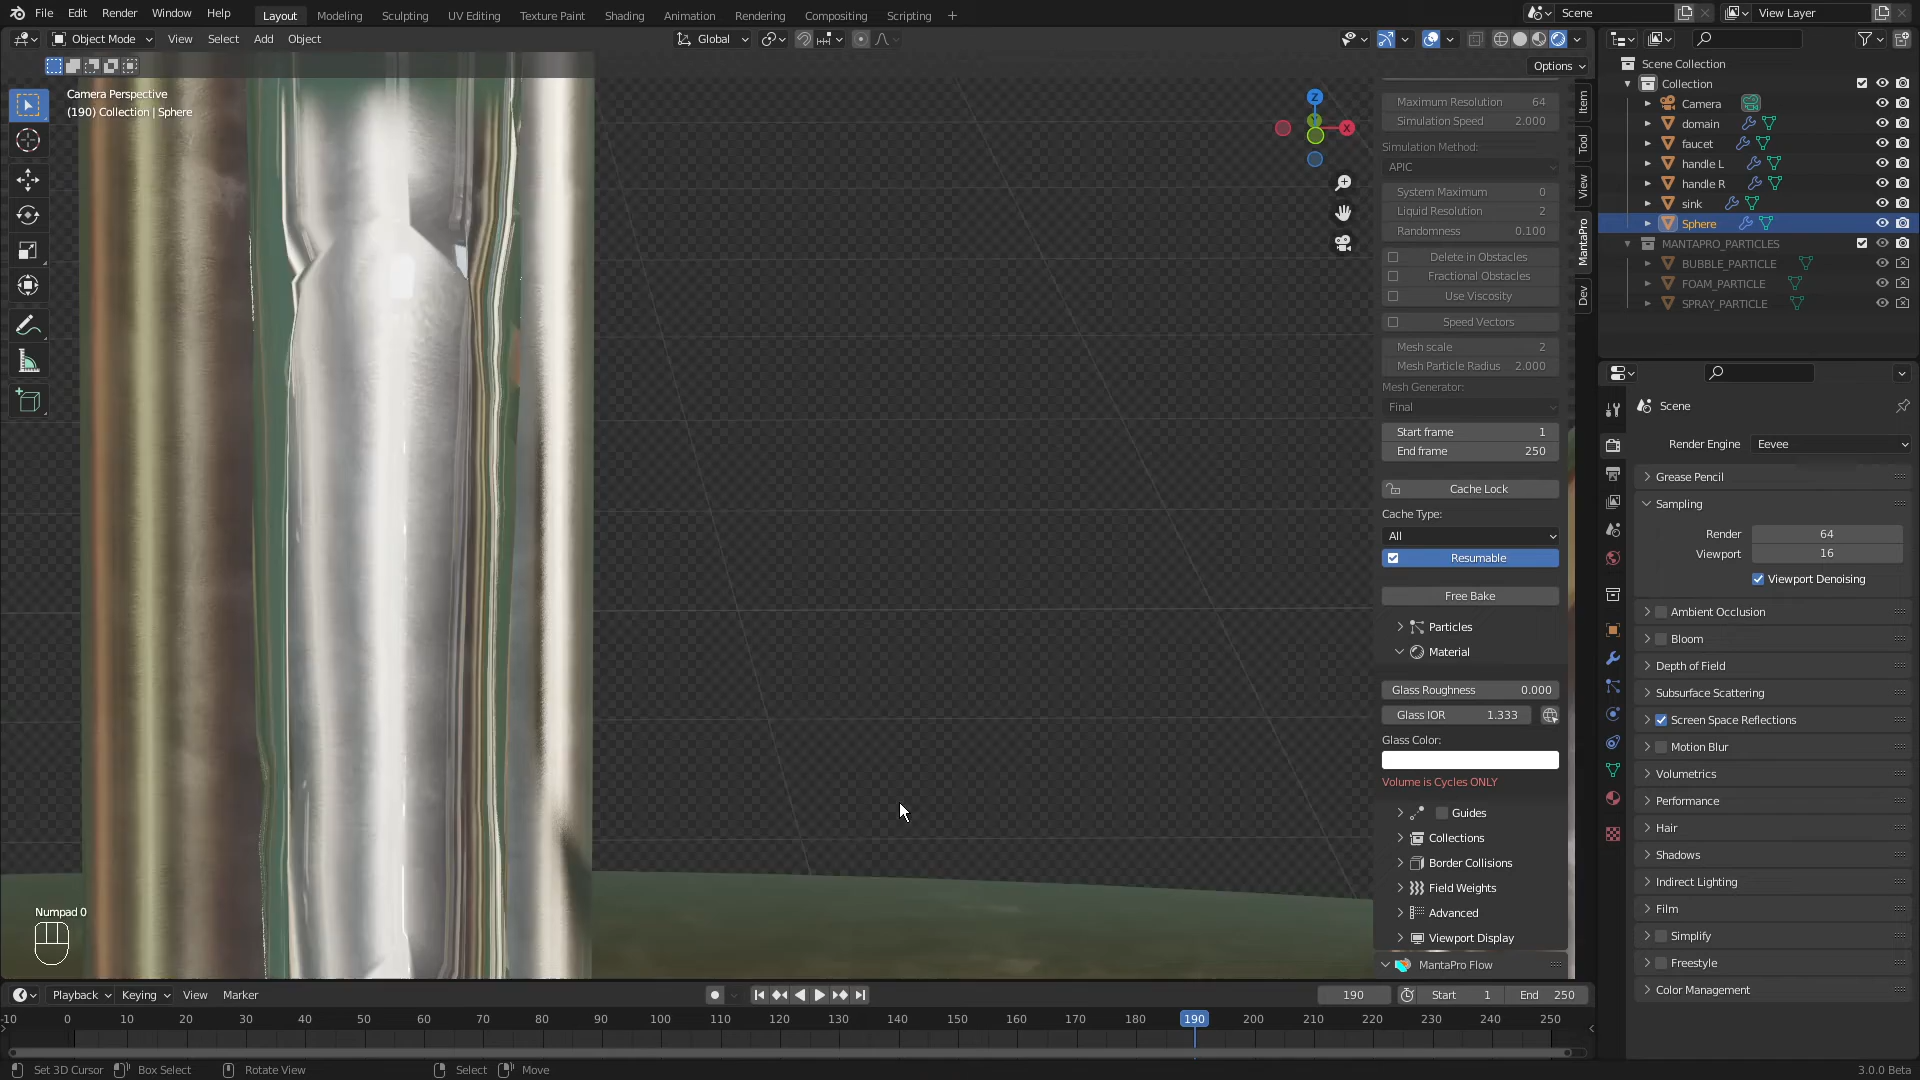 File Edit Render Window Help
Layout Modeling Sculpting UV Editing Texture Paint Shading Animation Rendering Compositing Scripting
Scene
View Layer
Object Mode View Select Add Object
Global
Options
Camera Perspective
(190) Collection | Sphere
Z
X
Maximum Resolution 64
Simulation Speed 2.000
Simulation Method:
APIC
System Maximum 0
Liquid Resolution 2
Randomness 0.100
Delete in Obstacles
Fractional Obstacles
Use Viscosity
Speed Vectors
Mesh scale 2
Mesh Particle Radius 2.000
Mesh Generator:
Final
Start frame 1
End frame 250
Cache Lock
Cache Type:
All
Resumable
Free Bake
Particles
Material
Glass Roughness 0.000
Glass IOR 1.333
Glass Color:
Volume is Cycles ONLY
Guides
Collections
Border Collisions
Field Weights
Advanced
Viewport Display
MantaPro Flow
Item
Tool
View
MantaPro
Dev
Scene Collection
Collection
Camera
domain
faucet
handle L
handle R
sink
Sphere
MANTAPRO_PARTICLES
BUBBLE_PARTICLE
FOAM_PARTICLE
SPRAY_PARTICLE
Scene
Render Engine Eevee
Grease Pencil
Sampling
Render 64
Viewport 16
Viewport Denoising
Ambient Occlusion
Bloom
Depth of Field
Subsurface Scattering
Screen Space Reflections
Motion Blur
Volumetrics
Performance
Hair
Shadows
Indirect Lighting
Film
Simplify
Freestyle
Color Management
Numpad 0
Playback Keying View Marker
190 Start 1 End 250
-10 0 10 20 30 40 50 60 70 80 90 100 110 120 130 140 150 160 170 180 190 200 210 220 230 240 250
Set 3D Cursor Box Select Rotate View Select Move
3.0.0 Beta